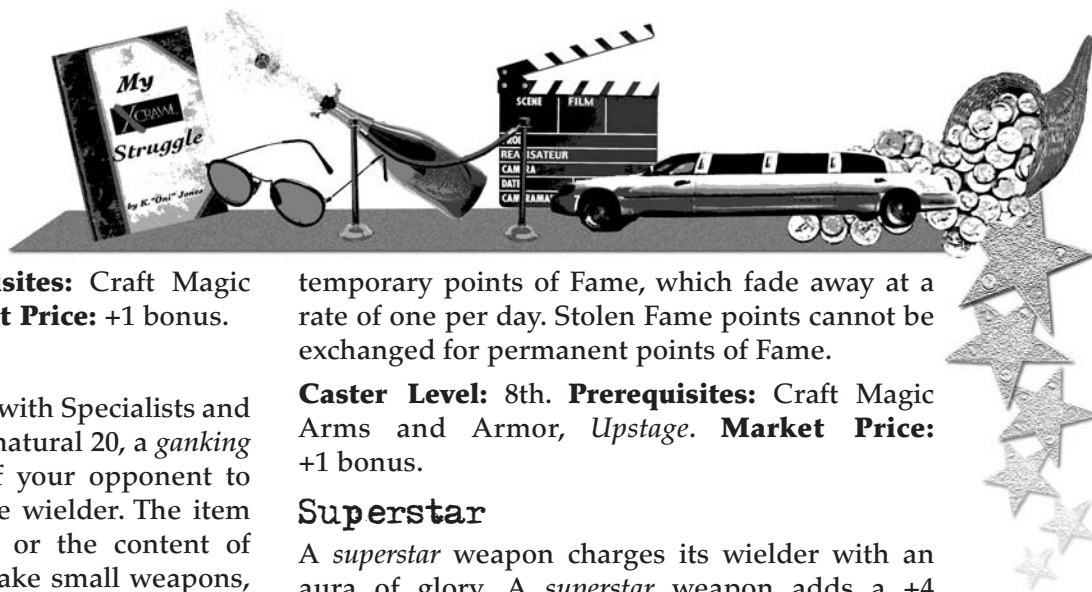 My
XCRAWL
Struggle
by K. "Oni" Jones
SCENE FILM
REALISATEUR
CAMERA
DATE
CAMERAMA
isites: Craft Magic
t Price: +1 bonus.
with Specialists and
natural 20, a ganking
f your opponent to
e wielder. The item
or the content of
ake small weapons,
temporary points of Fame, which fade away at a
rate of one per day. Stolen Fame points cannot be
exchanged for permanent points of Fame.
Caster Level: 8th. Prerequisites: Craft Magic
Arms and Armor, Upstage. Market Price:
+1 bonus.
Superstar
A superstar weapon charges its wielder with an
aura of glory. A superstar weapon adds a +4